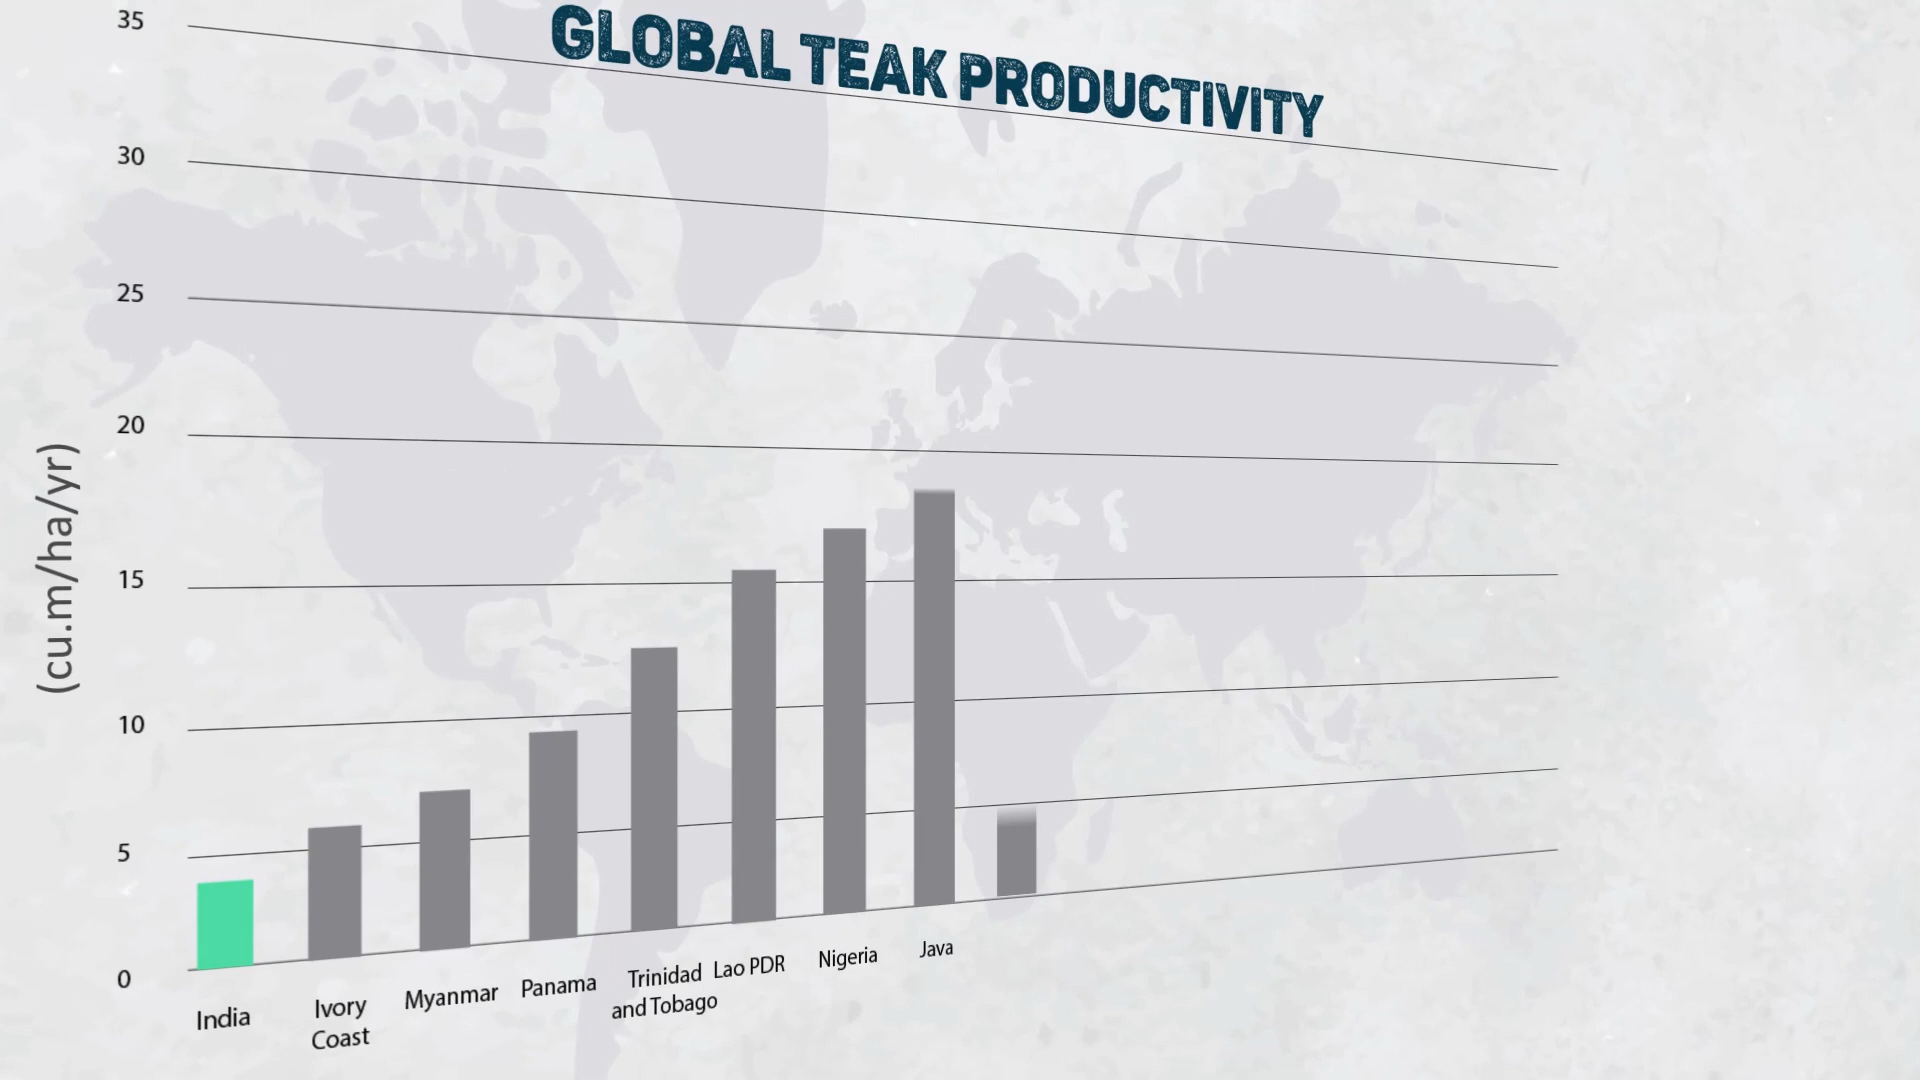 GLOBAL TEAK PRODUCTIVITY
(cu.m/ha/yr)
35
30
25
20
15
10
5
0
India
Ivory
Coast
Myanmar
Panama
Trinidad
and Tobago
Lao PDR
Nigeria
Java